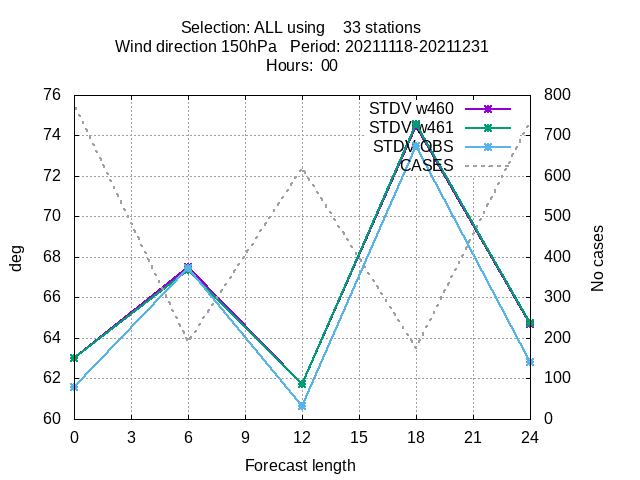 Selection: ALL using    33 stations
Wind direction 150hPa   Period: 20211118-20211231
Hours:  00
76
74
72
70
68
66
64
62
60
deg
800
700
600
500
400
300
200
100
0
No cases
STDV w460
STDV w461
STDV OBS
CASES
0 3 6 9 12 15 18 21 24
Forecast length